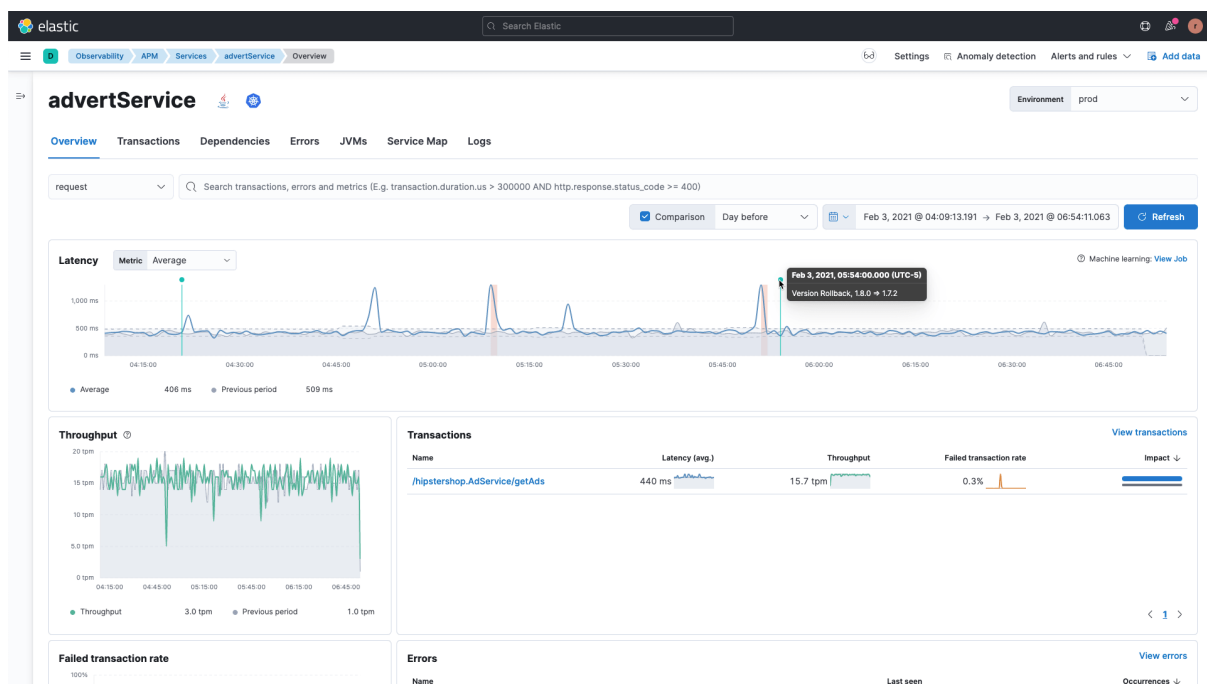 elastic
Search Elastic
r
D
Observability
APM
Services
advertService
Overview
Settings
Anomaly detection
Alerts and rules
Add data
advertService
Environment
prod
Overview
Transactions
Dependencies
Errors
JVMs
Service Map
Logs
request
Search transactions, errors and metrics (E.g. transaction.duration.us > 300000 AND http.response.status_code >= 400)
Comparison
Day before
Feb 3, 2021 @ 04:09:13.191 → Feb 3, 2021 @ 06:54:11.063
Refresh
Latency
Metric
Average
Machine learning: View Job
Feb 3, 2021, 05:54:00.000 (UTC-5)
Version Rollback, 1.8.0 => 1.7.2
1,000 ms
500 ms
0 ms
04:15:00
04:30:00
04:45:00
05:00:00
05:15:00
05:30:00
05:45:00
06:00:00
06:15:00
06:30:00
06:45:00
Average
406 ms
Previous period
509 ms
Throughput
20 tpm
15 tpm
10 tpm
5.0 tpm
0 tpm
04:15:00
04:45:00
05:15:00
05:45:00
06:15:00
06:45:00
Throughput
3.0 tpm
Previous period
1.0 tpm
Transactions
View transactions
Name
Latency (avg.)
Throughput
Failed transaction rate
Impact
/hipstershop.AdService/getAds
440 ms
15.7 tpm
0.3%
< 1 >
Failed transaction rate
100%
Errors
View errors
Name
Last seen
Occurrences